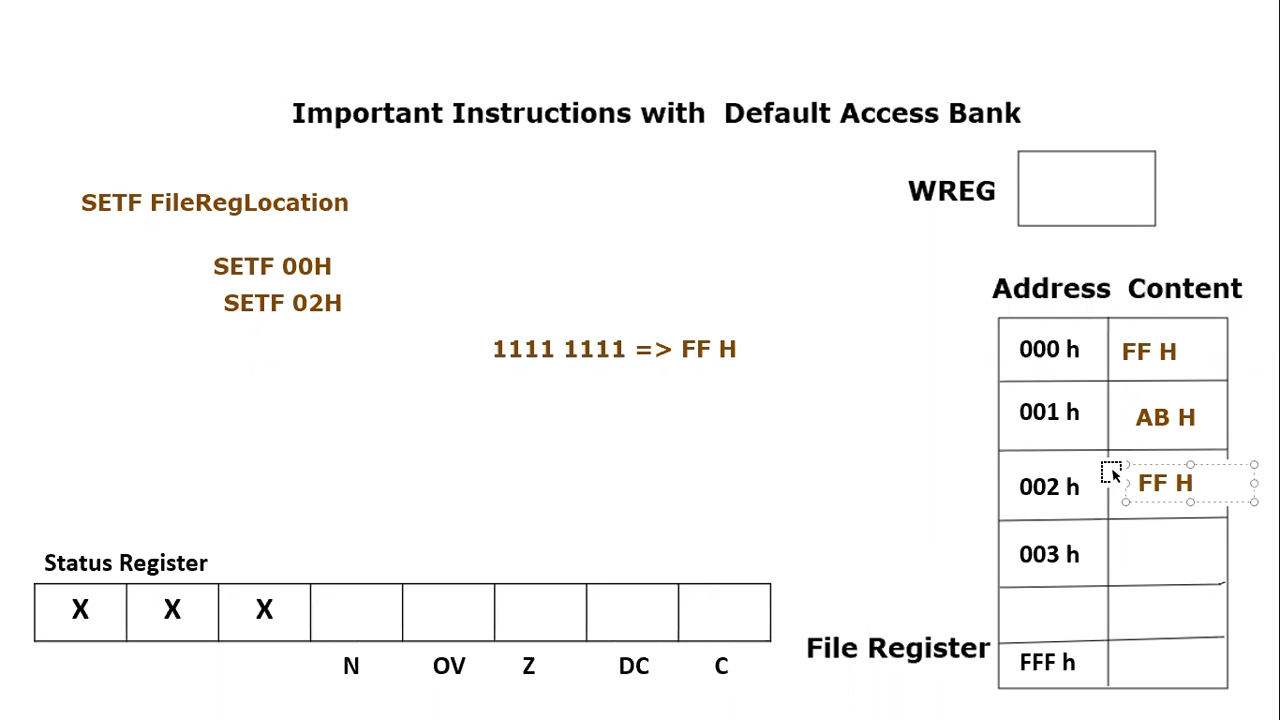 Important Instructions with Default Access Bank
WREG
SETF FileRegLocation
SETF 00H
SETF 02H
1111 1111 => FF H
Address Content
000 h FF H
001 h AB H
002 h FF H
003 h
FFF h
File Register
Status Register
X X X
N OV Z DC C